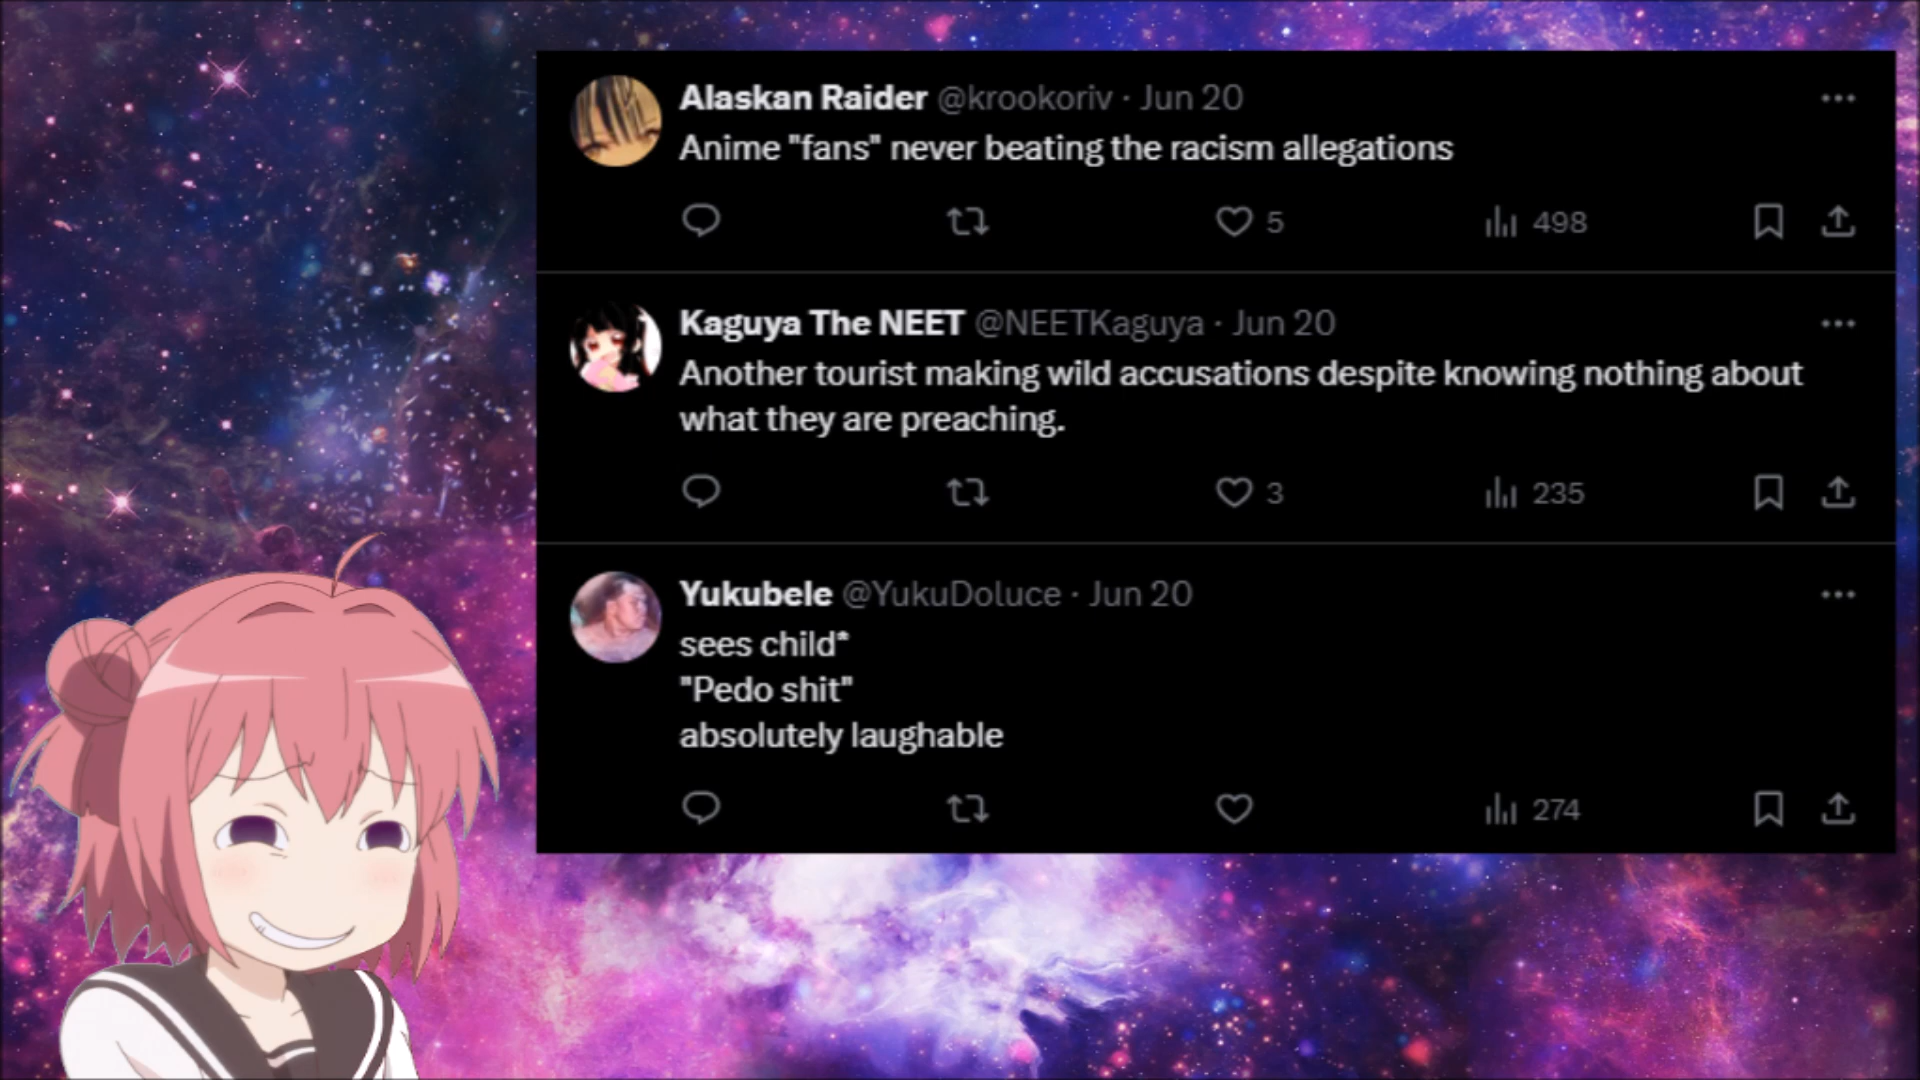 Alaskan Raider @krookoriv · Jun 20
Anime "fans" never beating the racism allegations
5 498
Kaguya The NEET @NEETKaguya · Jun 20
Another tourist making wild accusations despite knowing nothing about
what they are preaching.
3 235
Yukubele @YukuDoluce · Jun 20
sees child*
"Pedo shit"
absolutely laughable
274